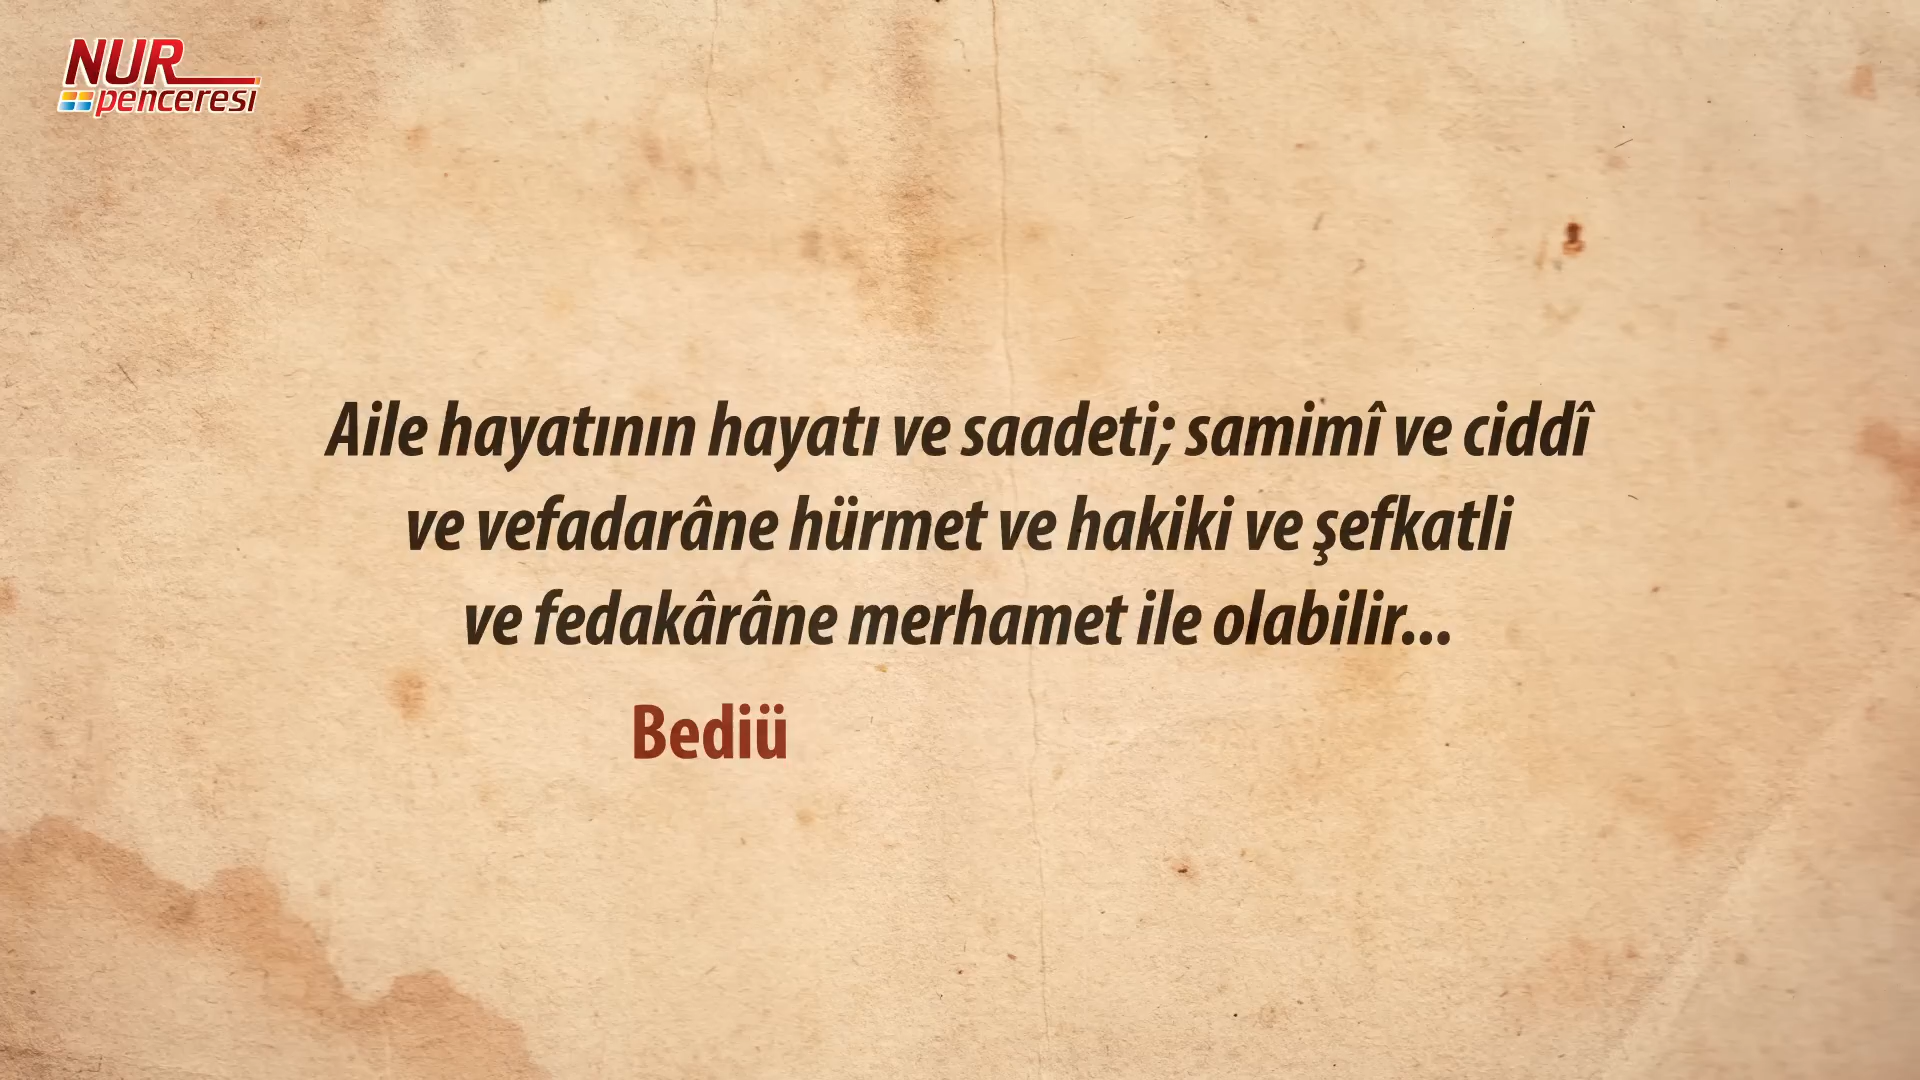 NUR
penceresi
Aile hayatının hayatı ve saadeti; samimî ve ciddî
ve vefadarâne hürmet ve hakiki ve şefkatli
ve fedakârâne merhamet ile olabilir...
Bediü